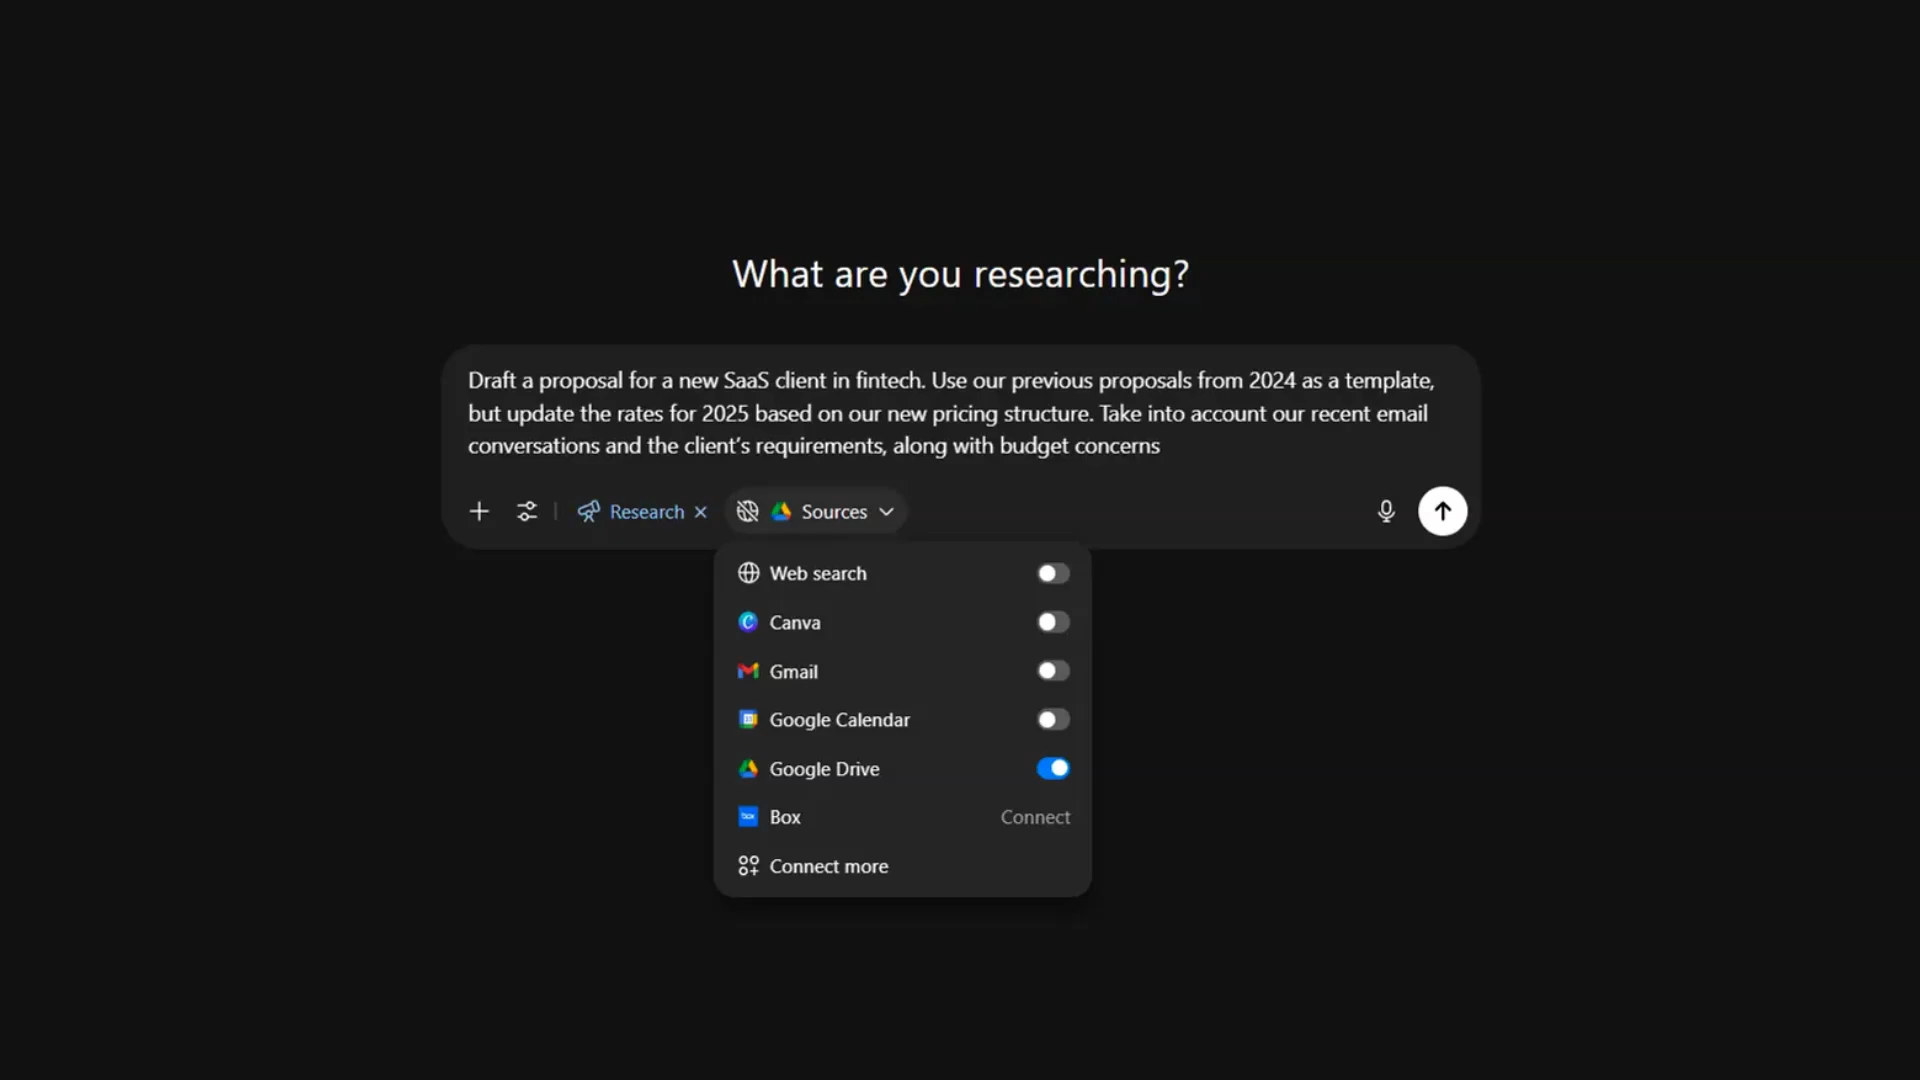 What are you researching?
Draft a proposal for a new SaaS client in fintech. Use our previous proposals from 2024 as a template,
but update the rates for 2025 based on our new pricing structure. Take into account our recent email
conversations and the client’s requirements, along with budget concerns
Research Sources
Web search
Canva
Gmail
Google Calendar
Google Drive
box Box Connect
Connect more